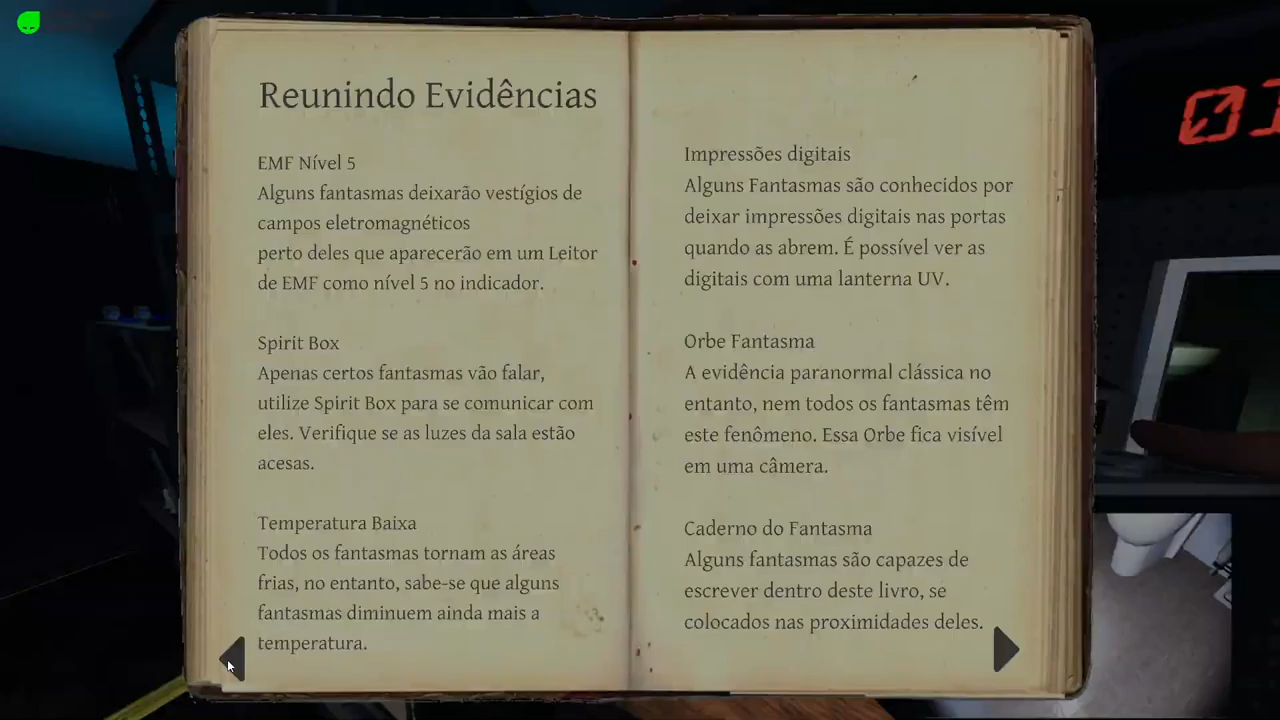 Reunindo Evidências
EMF Nível 5
Alguns fantasmas deixarão vestígios de
campos eletromagnéticos
perto deles que aparecerão em um Leitor
de EMF como nível 5 no indicador.
Spirit Box
Apenas certos fantasmas vão falar,
utilize Spirit Box para se comunicar com
eles. Verifique se as luzes da sala estão
acesas.
Temperatura Baixa
Todos os fantasmas tornam as áreas
frias, no entanto, sabe-se que alguns
fantasmas diminuem ainda mais a
temperatura.
Impressões digitais
Alguns Fantasmas são conhecidos por
deixar impressões digitais nas portas
quando as abrem. É possível ver as
digitais com uma lanterna UV.
Orbe Fantasma
A evidência paranormal clássica no
entanto, nem todos os fantasmas têm
este fenômeno. Essa Orbe fica visível
em uma câmera.
Caderno do Fantasma
Alguns fantasmas são capazes de
escrever dentro deste livro, se
colocados nas proximidades deles.